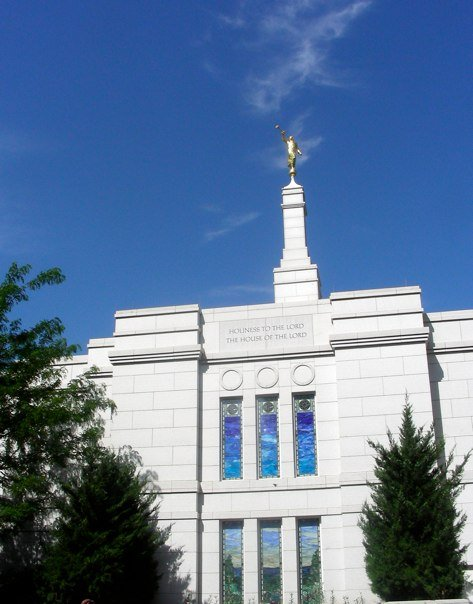 HOLINESS TO THE LORD
THE HOUSE OF THE LORD